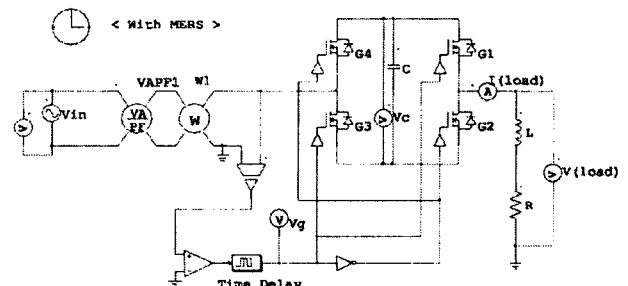 < With MERS >
VAPF1
W1
G4
G1
C
I(load)
A
V
Vin
VA
PF
W
G3
V
Vc
G2
L
V
V(load)
V
Vg
R
Time Delay